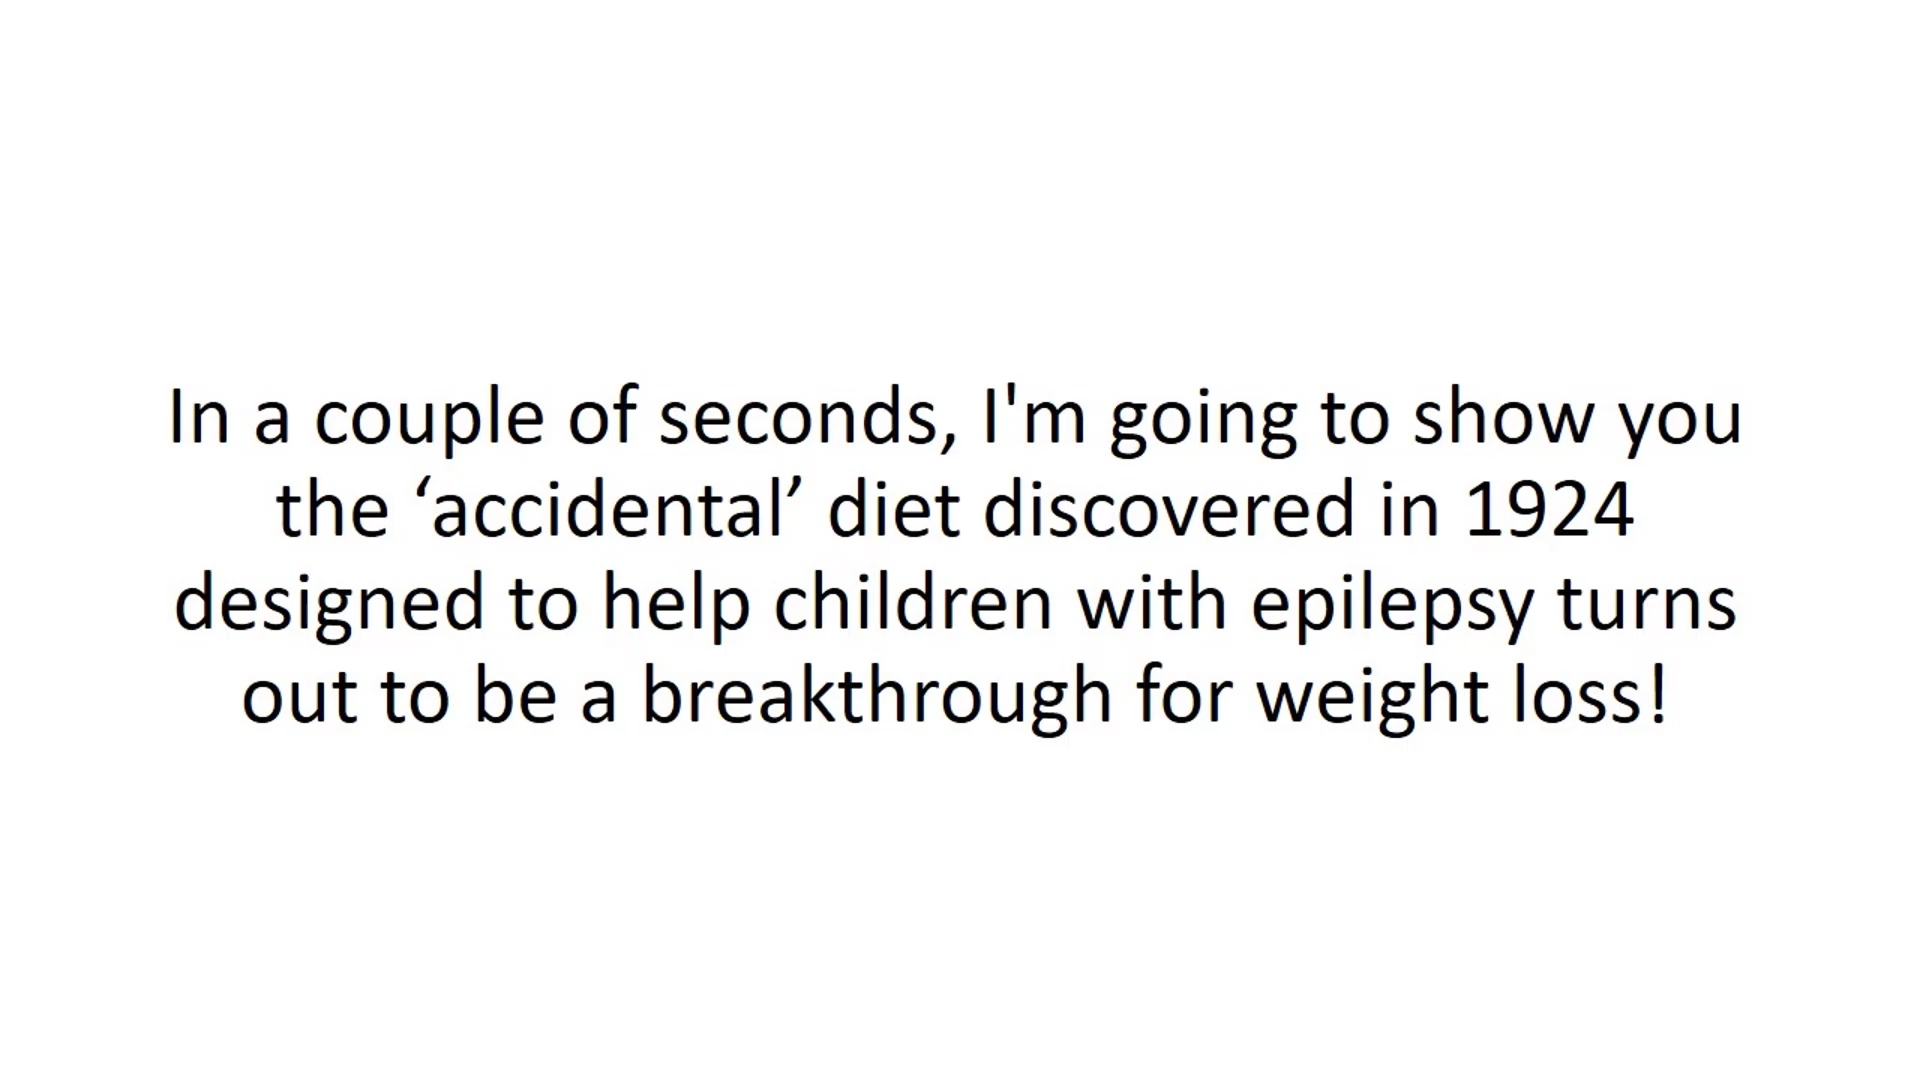 In a couple of seconds, I'm going to show you
the ‘accidental’ diet discovered in 1924
designed to help children with epilepsy turns
out to be a breakthrough for weight loss!